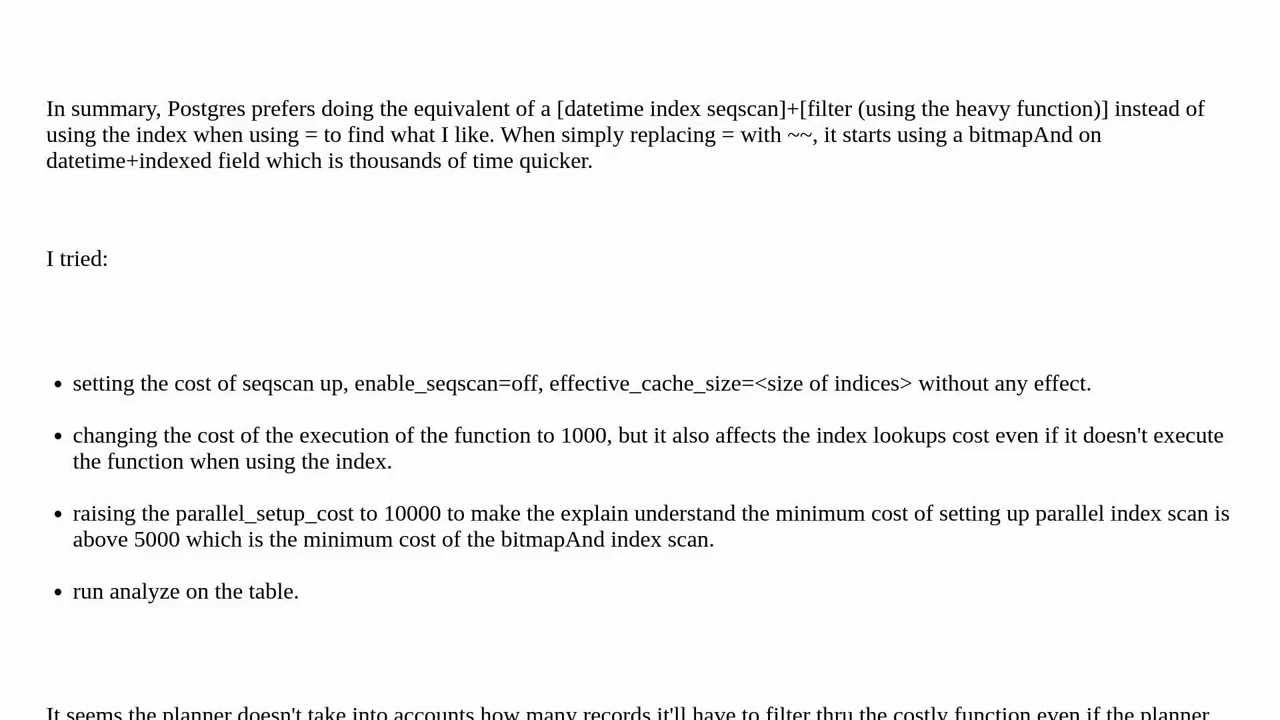 In summary, Postgres prefers doing the equivalent of a [datetime index seqscan]+[filter (using the heavy function)] instead of
using the index when using = to find what I like. When simply replacing = with ~~, it starts using a bitmapAnd on
datetime+indexed field which is thousands of time quicker.
I tried:
• setting the cost of seqscan up, enable_seqscan=off, effective_cache_size=<size of indices> without any effect.
• changing the cost of the execution of the function to 1000, but it also affects the index lookups cost even if it doesn't execute
the function when using the index.
• raising the parallel_setup_cost to 10000 to make the explain understand the minimum cost of setting up parallel index scan is
above 5000 which is the minimum cost of the bitmapAnd index scan.
• run analyze on the table.
It seems the planner doesn't take into accounts how many records it'll have to filter thru the costly function even if the planner